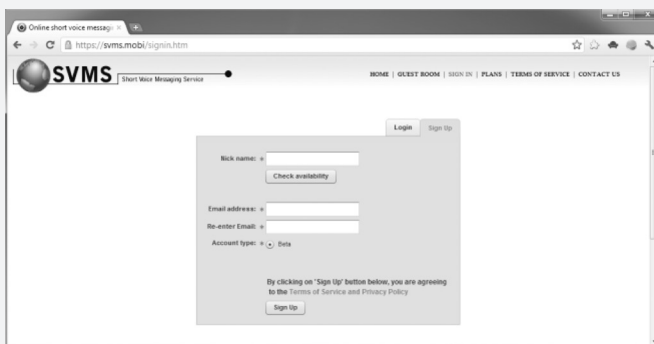 Online short voice messag
https://svms.mobi/signin.htm
SVMS Short Voice Messaging Service
HOME | GUEST ROOM | SIGN IN | PLANS | TERMS OF SERVICE | CONTACT US
Login Sign Up
Nick name:
Check availability
Email address:
Re-enter Email:
Account type: Beta
By clicking on 'Sign Up' button below, you are agreeing
to the Terms of Service and Privacy Policy
Sign Up